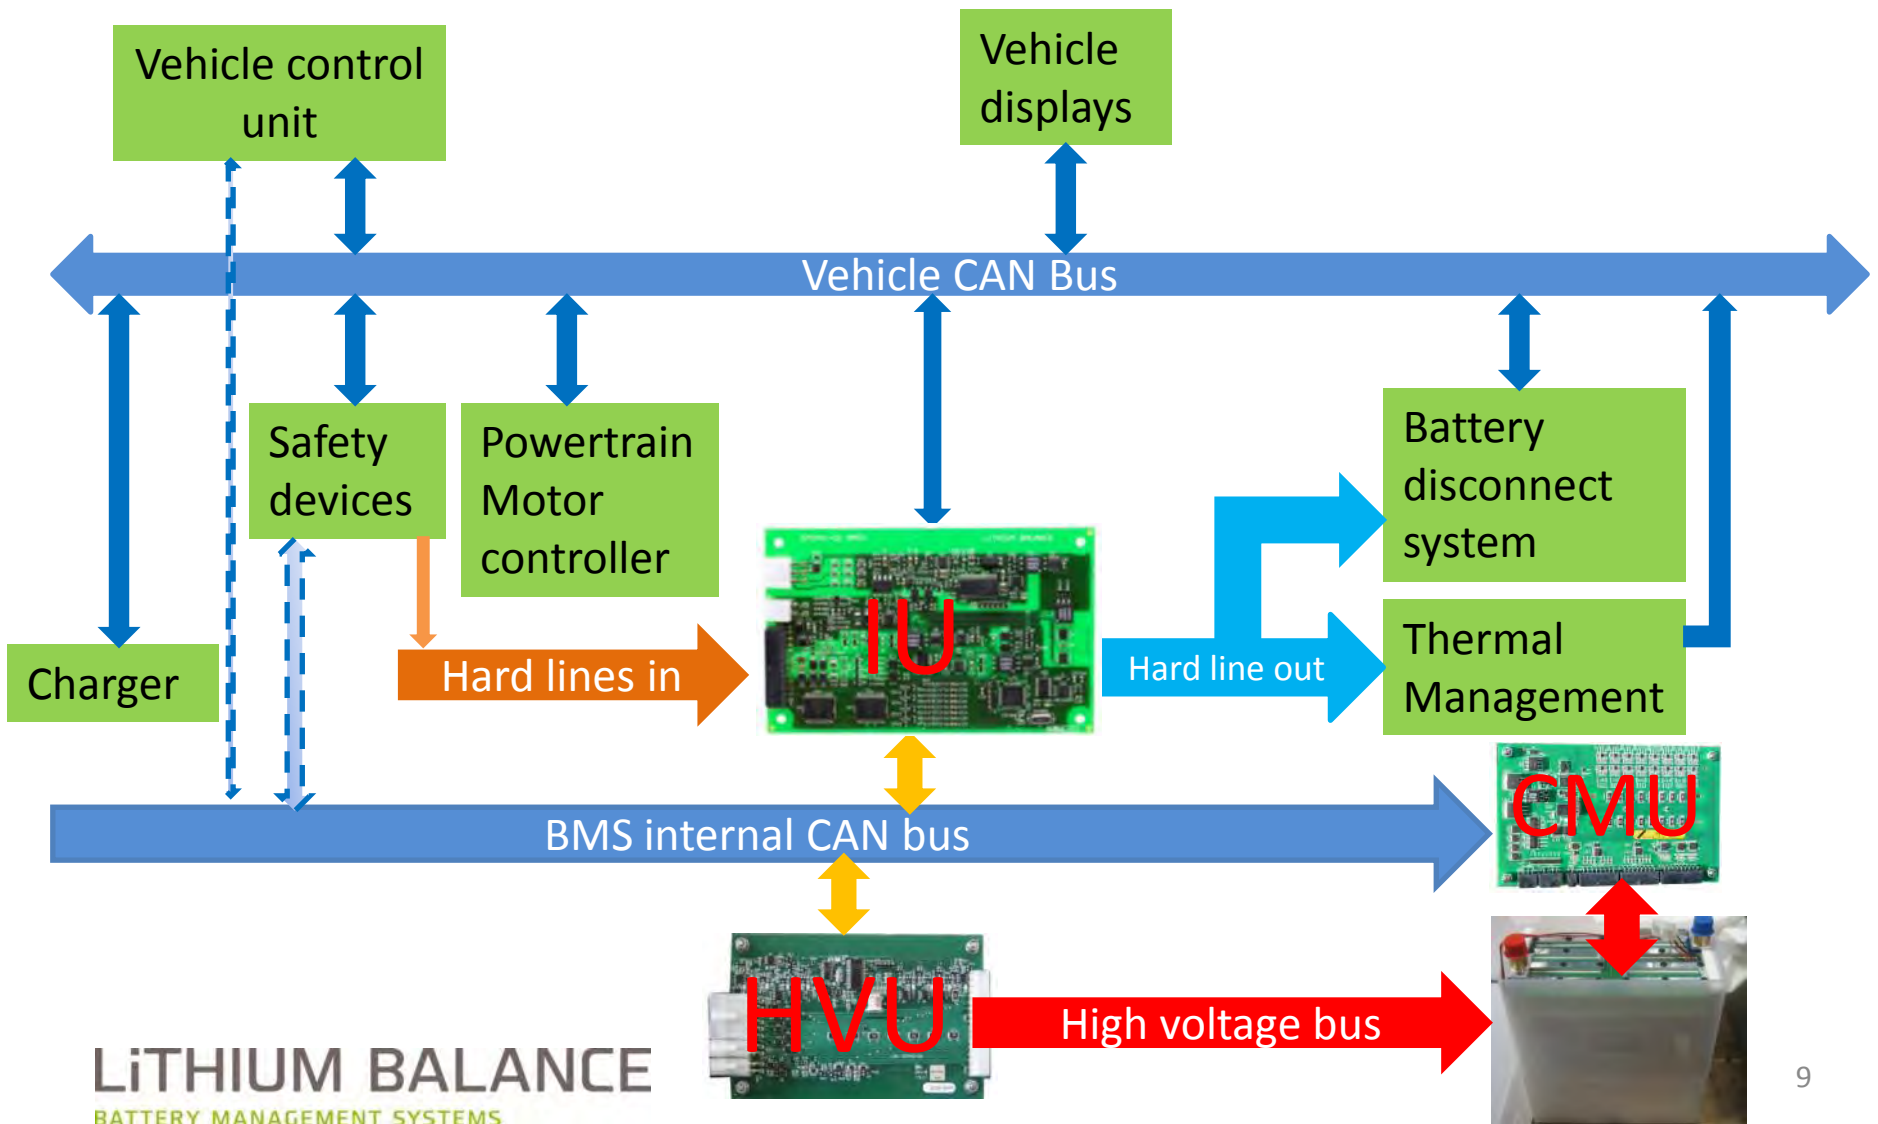 Vehicle control
unit
Vehicle
displays
Vehicle CAN Bus
Safety
devices
Powertrain
Motor
controller
Battery
disconnect
system
Charger
Hard lines in
IU
Hard line out
Thermal
Management
BMS internal CAN bus
CMU
HVU
High voltage bus
LiTHIUM BALANCE
BATTERY MANAGEMENT SYSTEMS
9